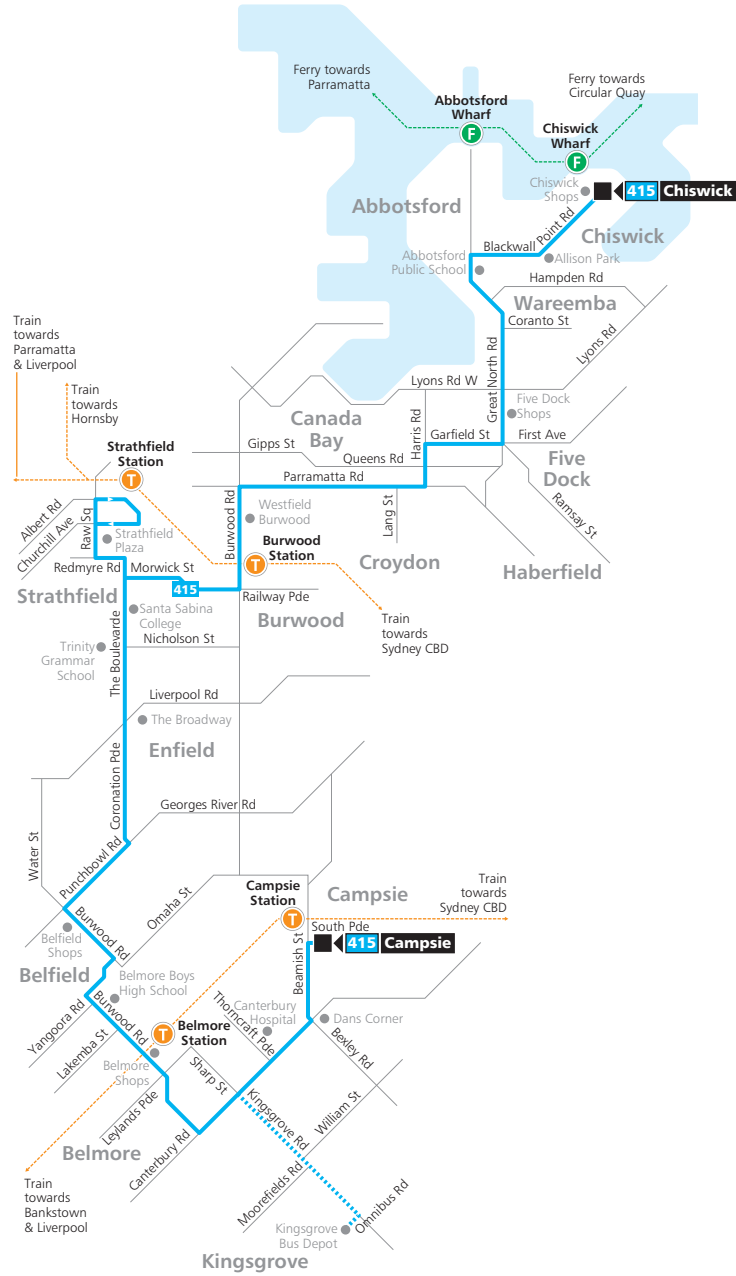 Ferry towards
Parramatta
Ferry towards
Circular Quay
Abbotsford
Wharf
F
Chiswick
Wharf
F
Chiswick
Shops
415 Chiswick
Abbotsford
Blackwall
Point Rd
Chiswick
Abbotsford
Public School
Allison Park
Hampden Rd
Wareemba
Coranto St
Lyons Rd
Great North Rd
Train
towards
Parramatta
& Liverpool
Train
towards
Hornsby
Lyons Rd W
Five Dock
Shops
Canada
Bay
Harris Rd
Garfield St
First Ave
Strathfield
Station
T
Gipps St
Queens Rd
Five
Dock
Parramatta Rd
Ramsay St
Albert Rd
Churchill Ave
Raw Sq
Strathfield
Plaza
Burwood Rd
Westfield
Burwood
Lang St
Burwood
Station
T
Croydon
Haberfield
Redmyre Rd
Morwick St
415
Railway Pde
Strathfield
Burwood
Santa Sabina
College
Train
towards
Sydney CBD
Nicholson St
Trinity
Grammar
School
The Boulevarde
Liverpool Rd
The Broadway
Enfield
Coronation Pde
Georges River Rd
Water St
Punchbowl Rd
Omaha St
Campsie
Station
T
Campsie
Train
towards
Sydney CBD
South Pde
415 Campsie
Beamish St
Belfield
Shops
Burwood Rd
Belfield
Belmore Boys
High School
Yangoora Rd
Burwood Rd
Lakemba St
T
Belmore
Station
Thorncraft Pde
Canterbury
Hospital
Dans Corner
Bexley Rd
Belmore
Shops
Leylands Pde
Sharp St
Kingsgrove Rd
William St
Belmore
Canterbury Rd
Moorefields Rd
Omnibus Rd
Train
towards
Bankstown
& Liverpool
Kingsgrove
Bus Depot
Kingsgrove